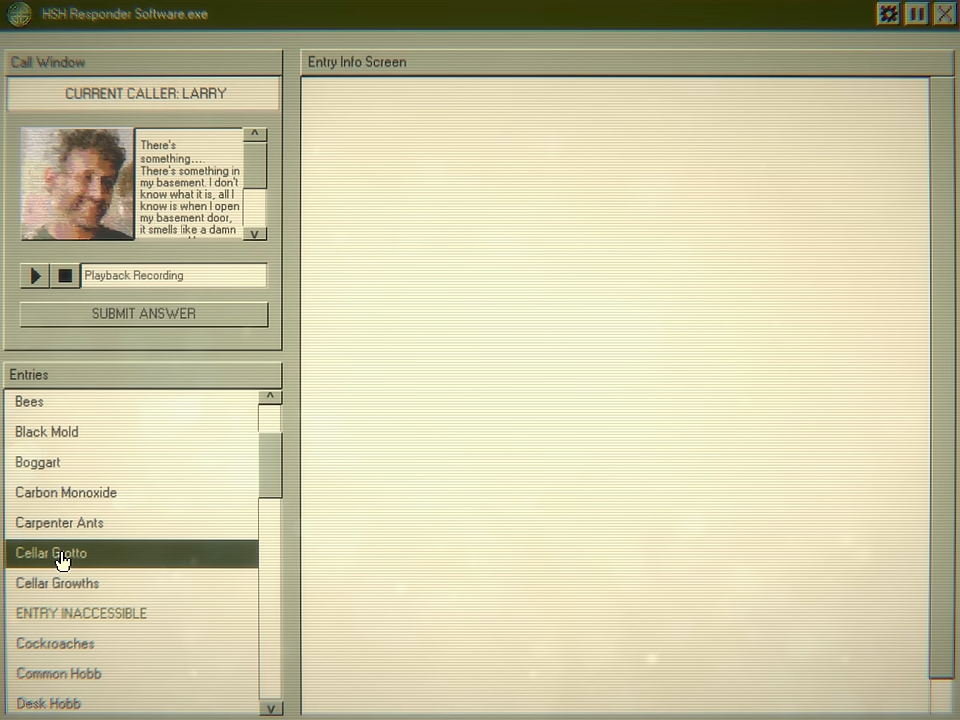 HSH Responder Software.exe
Call Window
Entry Info Screen
CURRENT CALLER: LARRY
There's
something....
There's something in
my basement. I don't
know what it is, all I
know is when I open
my basement door,
it smells like a damn
Playback Recording
SUBMIT ANSWER
Entries
Bees
Black Mold
Boggart
Carbon Monoxide
Carpenter Ants
Cellar Grotto
Cellar Growths
ENTRY INACCESSIBLE
Cockroaches
Common Hobb
Desk Hobb